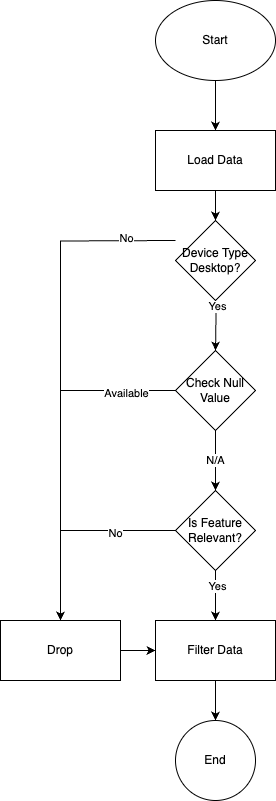 Start
Load Data
No
Device Type
Desktop?
Yes
Check Null
Value
Available
N/A
Is Feature
Relevant?
No
Yes
Drop
Filter Data
End